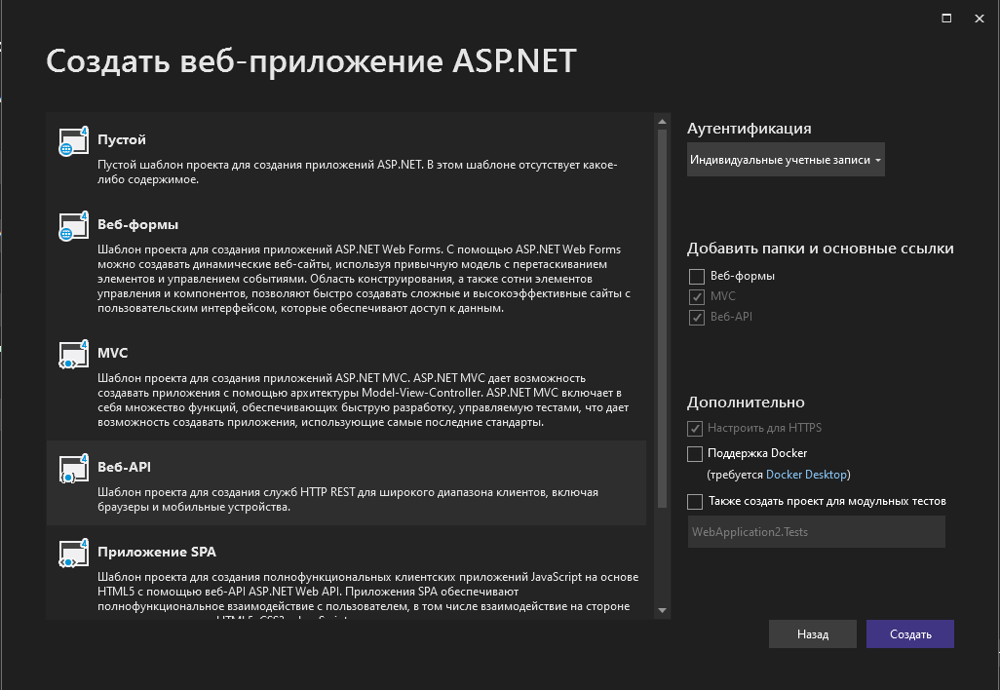 Создать веб-приложение ASP.NET
Пустой
Пустой шаблон проекта для создания приложений ASP.NET. В этом шаблоне отсутствует какое-
либо содержимое.
Веб-формы
Шаблон проекта для создания приложений ASP.NET Web Forms. С помощью ASP.NET Web Forms
можно создавать динамические веб-сайты, используя привычную модель с перетаскиванием
элементов и управлением событиями. Область конструирования, а также сотни элементов
управления и компонентов, позволяют быстро создавать сложные и высокоэффективные сайты с
пользовательским интерфейсом, которые обеспечивают доступ к данным.
MVC
Шаблон проекта для создания приложений ASP.NET MVC. ASP.NET MVC дает возможность
создавать приложения с помощью архитектуры Model-View-Controller. ASP.NET MVC включает в
себя множество функций, обеспечивающих быструю разработку, управляемую тестами, что дает
возможность создавать приложения, использующие самые последние стандарты.
Веб-API
Шаблон проекта для создания служб HTTP REST для широкого диапазона клиентов, включая
браузеры и мобильные устройства.
Приложение SPA
Шаблон проекта для создания полнофункциональных клиентских приложений JavaScript на основе
HTML5 с помощью веб-API ASP.NET Web API. Приложения SPA обеспечивают
полнофункциональное взаимодействие с пользователем, в том числе взаимодействие на стороне
Аутентификация
Индивидуальные учетные записи
Добавить папки и основные ссылки
Веб-формы
MVC
Веб-API
Дополнительно
Настроить для HTTPS
Поддержка Docker
(требуется Docker Desktop)
Также создать проект для модульных тестов
WebApplication2.Tests
Назад
Создать